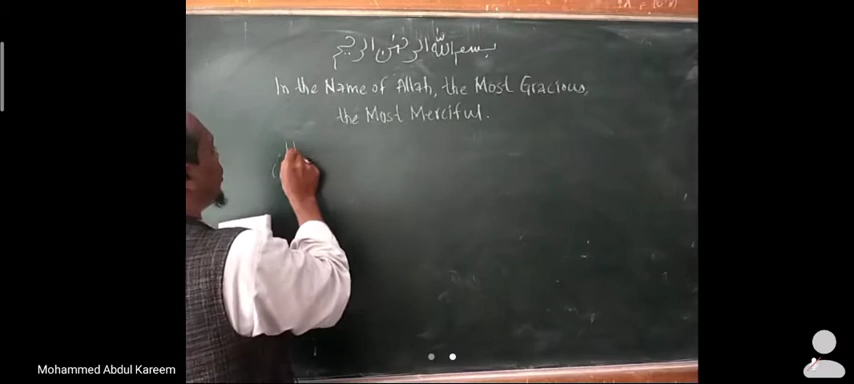 بسم الله الرحمن الرحيم
In the Name of Allah, the Most Gracious,
the Most Merciful.
Mohammed Abdul Kareem